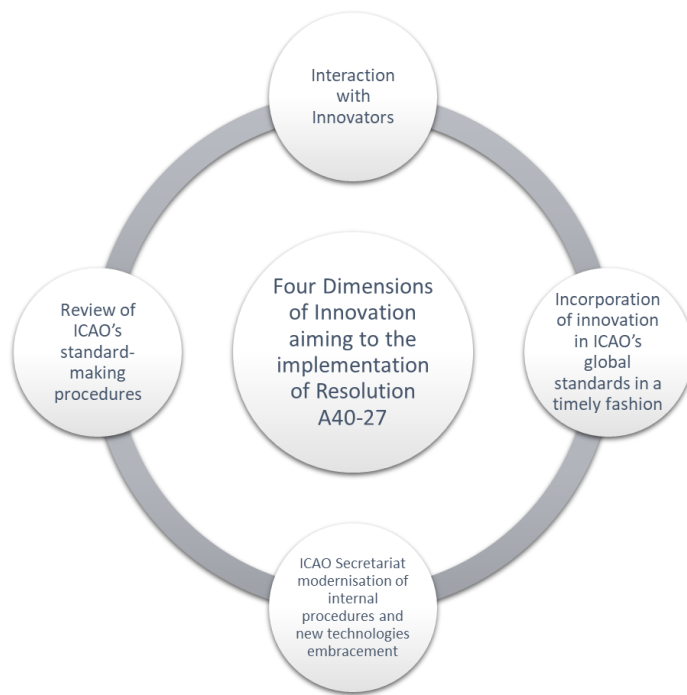 Interaction
with
Innovators
Four Dimensions
of Innovation
aiming to the
implementation
of Resolution
A40-27
Incorporation
of innovation
in ICAO's
global
standards in a
timely fashion
ICAO Secretariat
modernisation of
internal
procedures and
new technologies
embracement
Review of
ICAO's
standard-
making
procedures